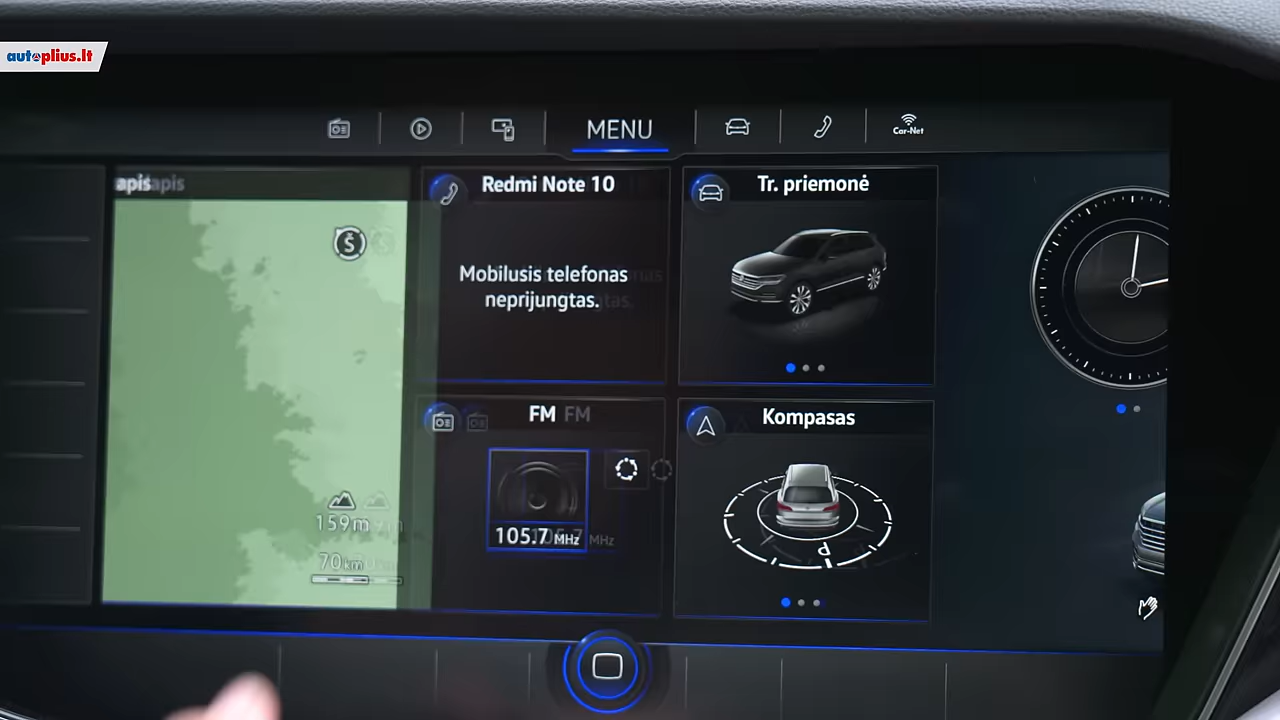 autoplius.lt
MENU
Car-Net
apis
Redmi Note 10
Tr. priemonė
Mobilusis telefonas
neprijungtas.
Š
FM
Kompasas
105.7 MHz
159m
70km
P